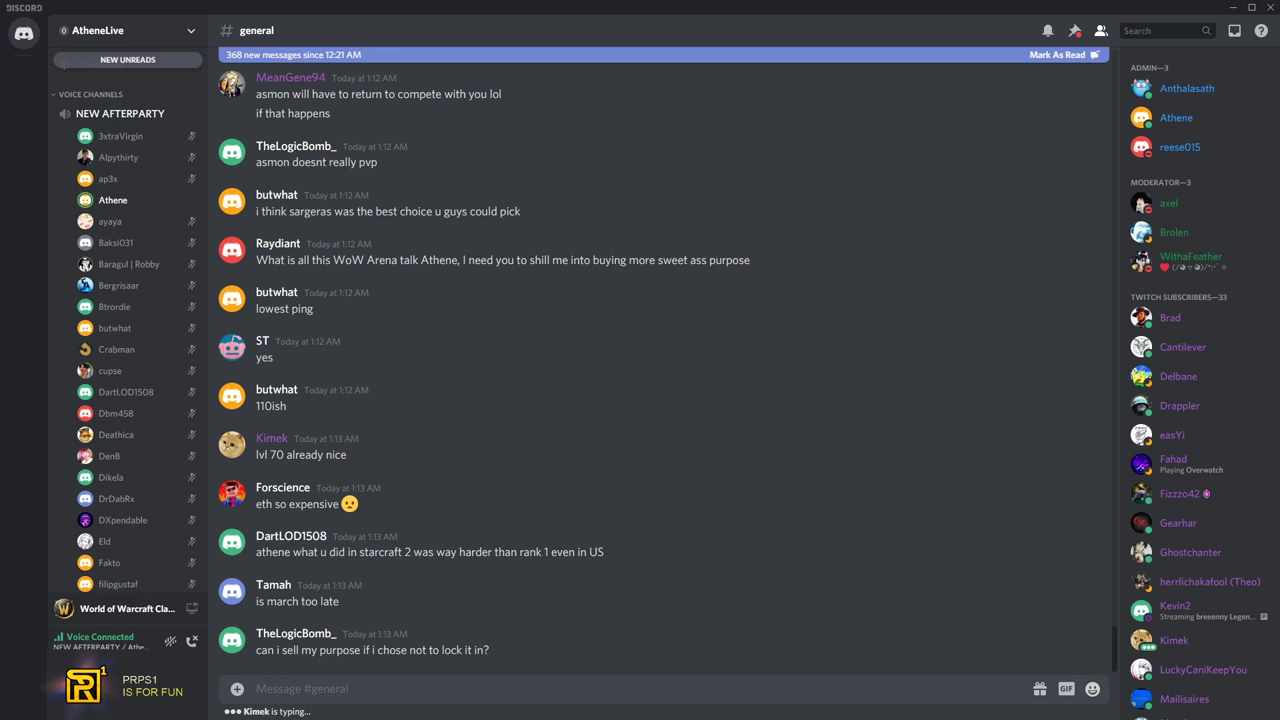 DISCORD
AtheneLive
# general
Search
NEW UNREADS
368 new messages since 12:21 AM
Mark As Read
VOICE CHANNELS
NEW AFTERPARTY
3xtraVirgin
Alpythirty
ap3x
Athene
ayaya
Baksi031
Baragul | Robby
Bergrisaar
Btrordie
butwhat
Crabman
cupse
DartLOD1508
Dbm458
Deathica
DenB
Dikela
DrDabRx
DXpendable
Eld
Fakto
filipgustaf
World of Warcraft Cla...
Voice Connected
NEW AFTERPARTY / Athe...
PRPS1
IS FOR FUN
MeanGene94 Today at 1:12 AM
asmon will have to return to compete with you lol
if that happens
TheLogicBomb_ Today at 1:12 AM
asmon doesnt really pvp
butwhat Today at 1:12 AM
i think sargeras was the best choice u guys could pick
Raydiant Today at 1:12 AM
What is all this WoW Arena talk Athene, I need you to shill me into buying more sweet ass purpose
butwhat Today at 1:12 AM
lowest ping
ST Today at 1:12 AM
yes
butwhat Today at 1:12 AM
110ish
Kimek Today at 1:13 AM
lvl 70 already nice
Forscience Today at 1:13 AM
eth so expensive
DartLOD1508 Today at 1:13 AM
athene what u did in starcraft 2 was way harder than rank 1 even in US
Tamah Today at 1:13 AM
is march too late
TheLogicBomb_ Today at 1:13 AM
can i sell my purpose if i chose not to lock it in?
Message #general
GIF
Kimek is typing...
ADMIN—3
Anthalasath
Athene
reese015
MODERATOR—3
axel
Brolen
WithaFeather
TWITCH SUBSCRIBERS—33
Brad
Cantilever
Delbane
Drappler
easYi
Fahad
Playing Overwatch
Fizzzo42
Gearhar
Ghostchanter
herrlichakafool (Theo)
Kevin2
Streaming breeenny Legen...
Kimek
LuckyCaniKeepYou
Mailisaires